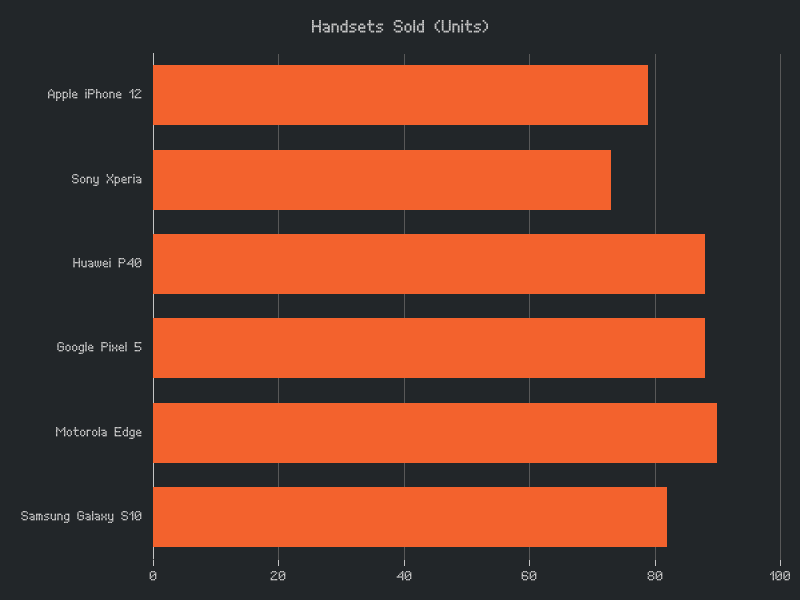 Handsets Sold (Units)
Apple iPhone 12
Sony Xperia
Huawei P40
Google Pixel 5
Motorola Edge
Samsung Galaxy S10
0 20 40 60 80 100